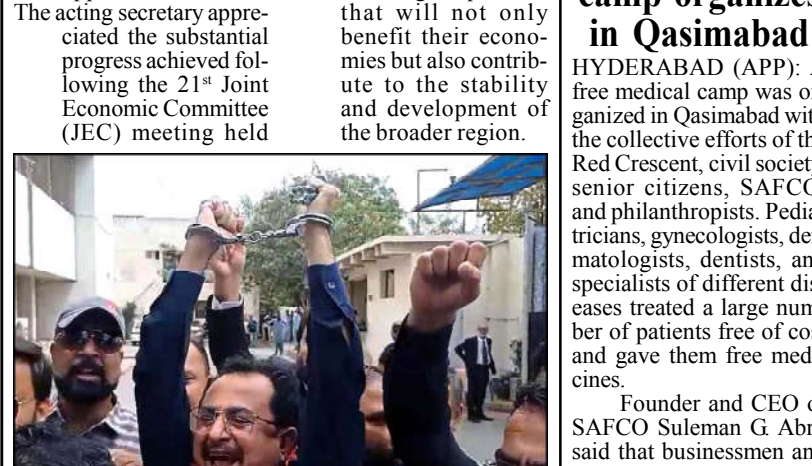 The acting secretary appre-
ciated the substantial
progress achieved fol-
lowing the 21st Joint
Economic Committee
(JEC) meeting held
that will not only
benefit their econo-
mies but also contrib-
ute to the stability
and development of
the broader region.
in Qasimabad
HYDERABAD (APP):
free medical camp was or-
ganized in Qasimabad with
the collective efforts of the
Red Crescent, civil society,
senior citizens, SAFCO
and philanthropists. Pedia-
tricians, gynecologists, der-
matologists, dentists, and
specialists of different dis-
eases treated a large num-
ber of patients free of cost
and gave them free medi-
cines.
Founder and CEO of
SAFCO Suleman G. Abro
said that businessmen and